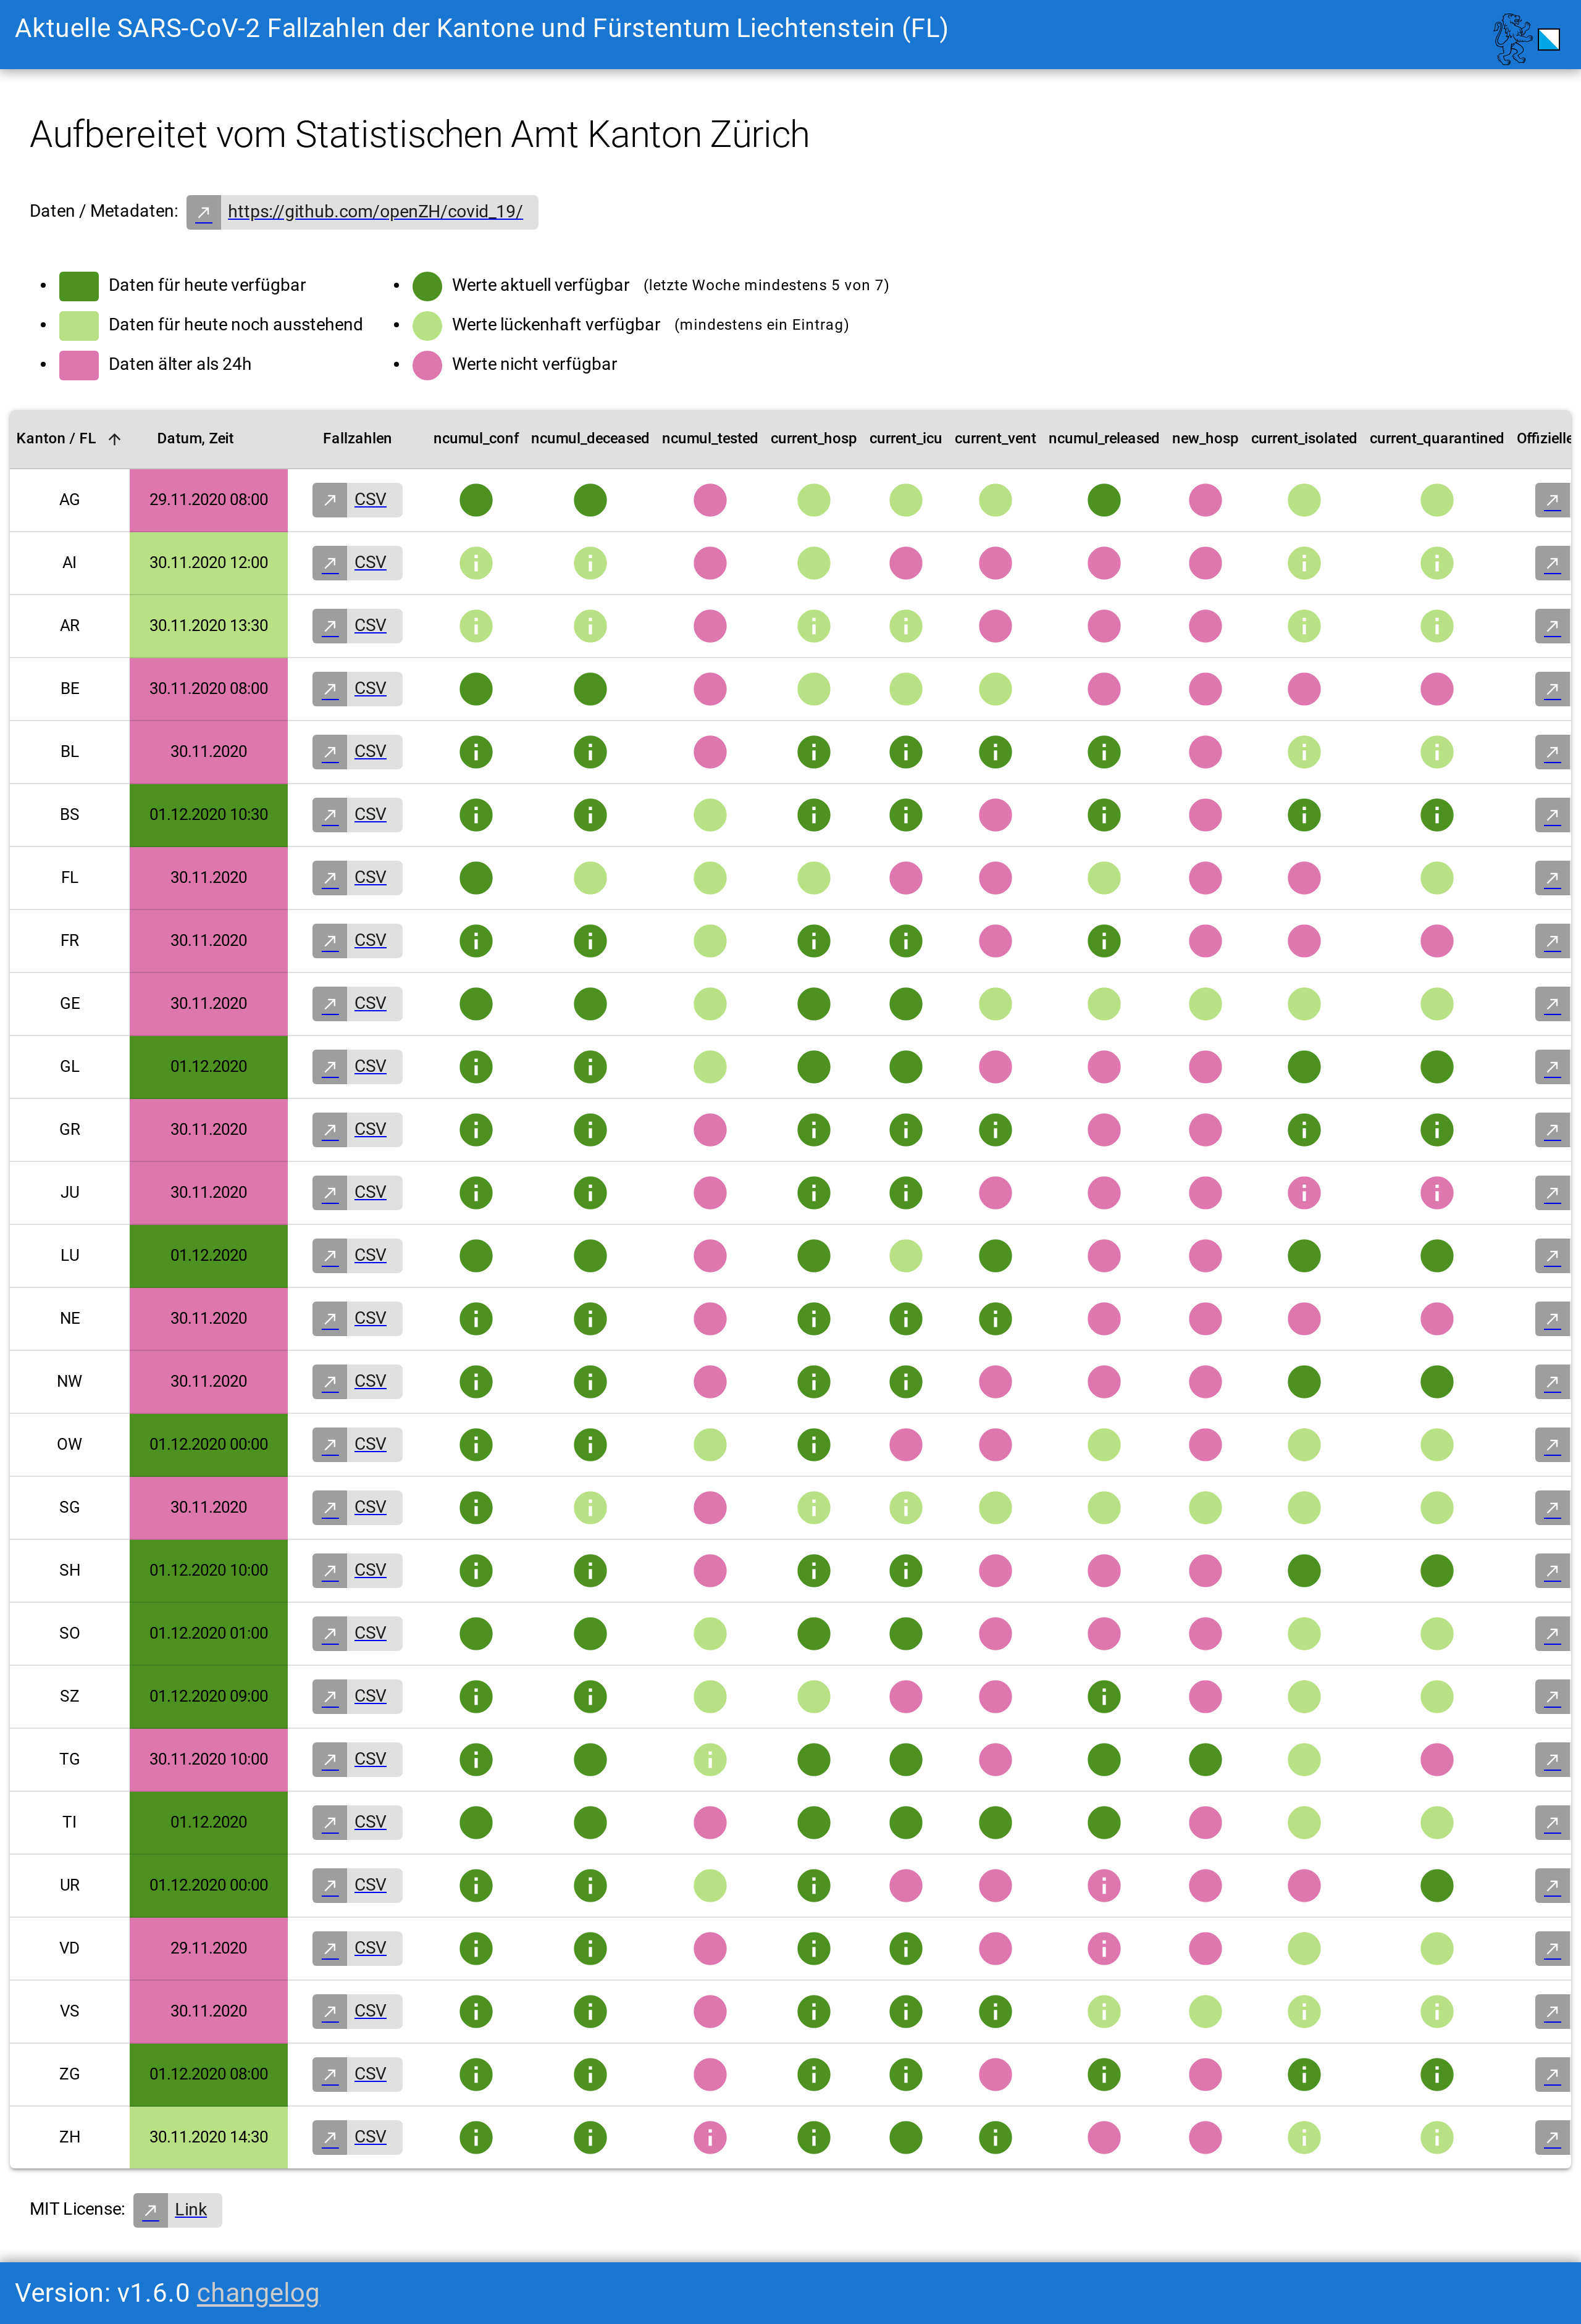 Aktuelle SARS-CoV-2 Fallzahlen der Kantone und Fürstentum Liechtenstein (FL)
Aufbereitet vom Statistischen Amt Kanton Zürich
Daten / Metadaten: https://github.com/openZH/covid_19/
Daten für heute verfügbar
Daten für heute noch ausstehend
Daten älter als 24h
Werte aktuell verfügbar (letzte Woche mindestens 5 von 7)
Werte lückenhaft verfügbar (mindestens ein Eintrag)
Werte nicht verfügbar
Kanton / FL Datum, Zeit Fallzahlen ncumul_conf ncumul_deceased ncumul_tested current_hosp current_icu current_vent ncumul_released new_hosp current_isolated current_quarantined Offizielle
AG 29.11.2020 08:00 CSV
AI 30.11.2020 12:00 CSV
AR 30.11.2020 13:30 CSV
BE 30.11.2020 08:00 CSV
BL 30.11.2020 CSV
BS 01.12.2020 10:30 CSV
FL 30.11.2020 CSV
FR 30.11.2020 CSV
GE 30.11.2020 CSV
GL 01.12.2020 CSV
GR 30.11.2020 CSV
JU 30.11.2020 CSV
LU 01.12.2020 CSV
NE 30.11.2020 CSV
NW 30.11.2020 CSV
OW 01.12.2020 00:00 CSV
SG 30.11.2020 CSV
SH 01.12.2020 10:00 CSV
SO 01.12.2020 01:00 CSV
SZ 01.12.2020 09:00 CSV
TG 30.11.2020 10:00 CSV
TI 01.12.2020 CSV
UR 01.12.2020 00:00 CSV
VD 29.11.2020 CSV
VS 30.11.2020 CSV
ZG 01.12.2020 08:00 CSV
ZH 30.11.2020 14:30 CSV
MIT License: Link
Version: v1.6.0 changelog